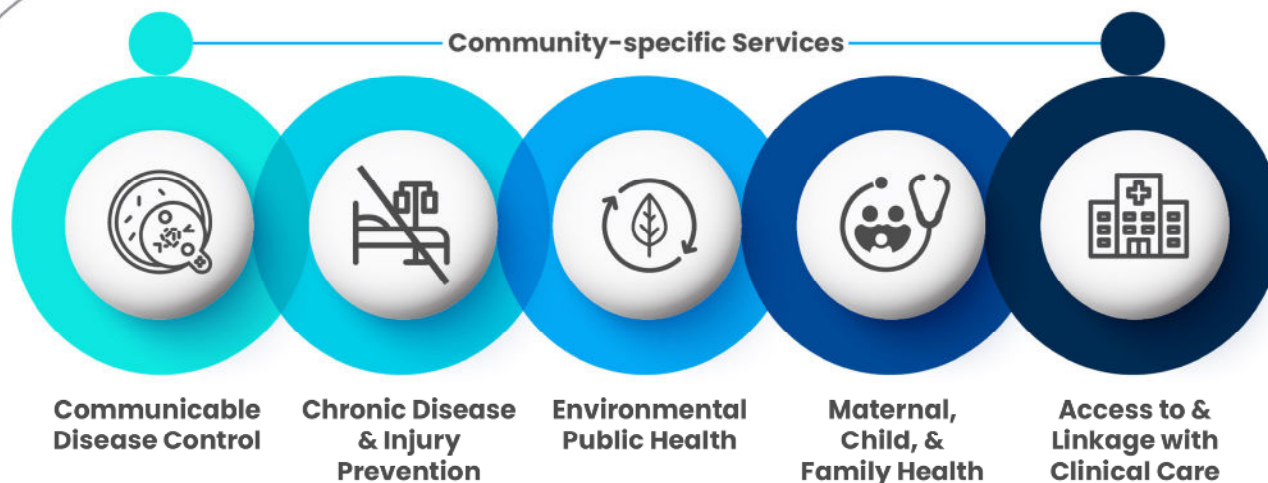 Community-specific Services
Communicable
Disease Control
Chronic Disease
& Injury
Prevention
Environmental
Public Health
Maternal,
Child, &
Family Health
Access to &
Linkage with
Clinical Care